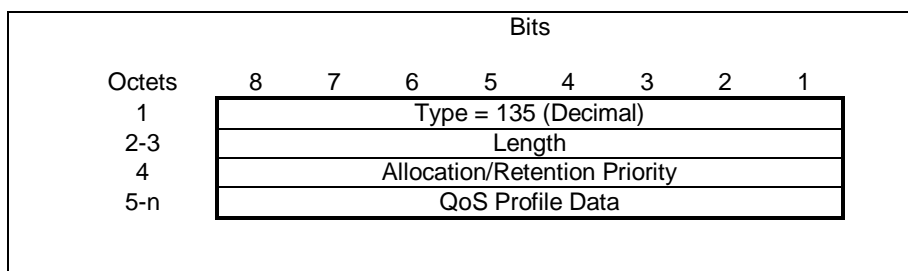 Bits
Octets 8 7 6 5 4 3 2 1
1 Type = 135 (Decimal)
2-3 Length
4 Allocation/Retention Priority
5-n QoS Profile Data